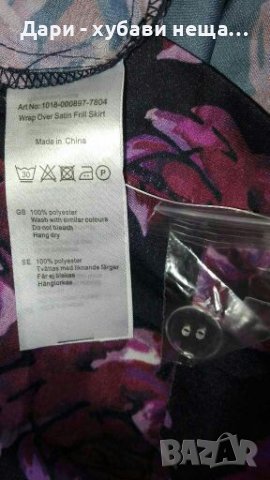 Дари - хубави неща...
Art No: 1018-000897-7804
Wrap Over Satin Frill Skirt
Made in China
30
P
GB 100% polyester
Wash with similar colours
Do not bleach
Hang dry
SE 100% polyester
Tvättas med liknande färger
Får ej blekas
Hängtorkas
BAZAR